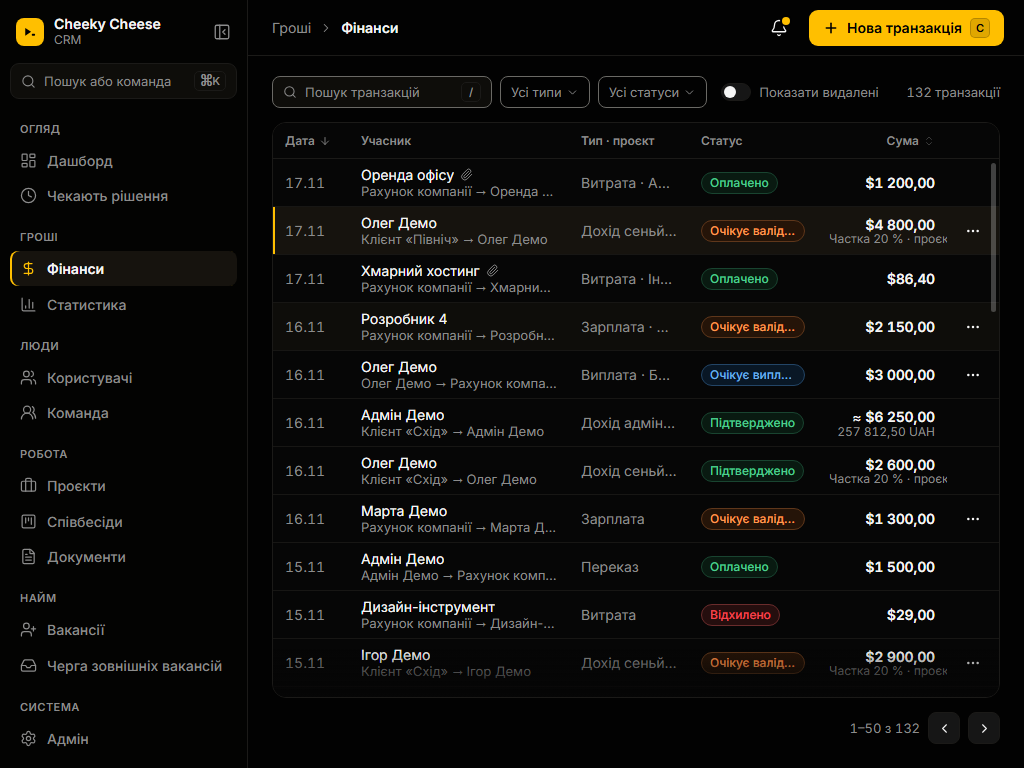 Cheeky Cheese
CRM
Пошук або команда ⌘K
ОГЛЯД
Дашборд
Чекають рішення
ГРОШІ
Фінанси
Статистика
ЛЮДИ
Користувачі
Команда
РОБОТА
Проєкти
Співбесіди
Документи
НАЙМ
Вакансії
Черга зовнішніх вакансій
СИСТЕМА
Адмін
Гроші > Фінанси
+ Нова транзакція C
Пошук транзакцій /
Усі типи
Усі статуси
Показати видалені
132 транзакції
Дата ↓ Учасник Тип · проєкт Статус Сума
17.11 Оренда офісу Витрата · А... Оплачено $1 200,00
Рахунок компанії → Оренда ...
17.11 Олег Демо Дохід сеньй... Очікує валід... $4 800,00 ...
Клієнт «Північ» → Олег Демо Частка 20 % · проєк
17.11 Хмарний хостинг Витрата · Ін... Оплачено $86,40
Рахунок компанії → Хмарни...
16.11 Розробник 4 Зарплата · ... Очікує валід... $2 150,00 ...
Рахунок компанії → Розробн...
16.11 Олег Демо Виплата · Б... Очікує випл... $3 000,00 ...
Олег Демо → Рахунок компа...
16.11 Адмін Демо Дохід адмін... Підтверджено ≈ $6 250,00
Клієнт «Схід» → Адмін Демо 257 812,50 UAH
16.11 Олег Демо Дохід сеньй... Підтверджено $2 600,00
Клієнт «Схід» → Олег Демо Частка 20 % · проєк
16.11 Марта Демо Зарплата Очікує валід... $1 300,00 ...
Рахунок компанії → Марта Д...
15.11 Адмін Демо Переказ Оплачено $1 500,00
Адмін Демо → Рахунок комп...
15.11 Дизайн-інструмент Витрата Відхилено $29,00
Рахунок компанії → Дизайн-...
15.11 Ігор Демо Дохід сеньй... Очікує валід... $2 900,00 ...
Клієнт «Схід» → Ігор Демо Частка 20 % · проєк
1–50 з 132